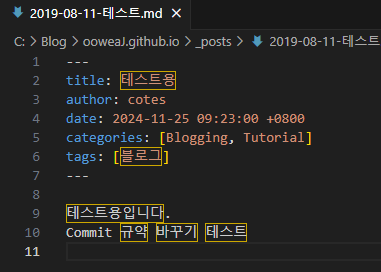 2019-08-11-테스트.md
C: > Blog > ooweaJ.github.io > _posts > 2019-08-11-테스트
1 ---
2 title: 테스트용
3 author: cotes
4 date: 2024-11-25 09:23:00 +0800
5 categories: [Blogging, Tutorial]
6 tags: [블로그]
7 ---
8
9 테스트용입니다.
10 Commit 규약 바꾸기 테스트
11